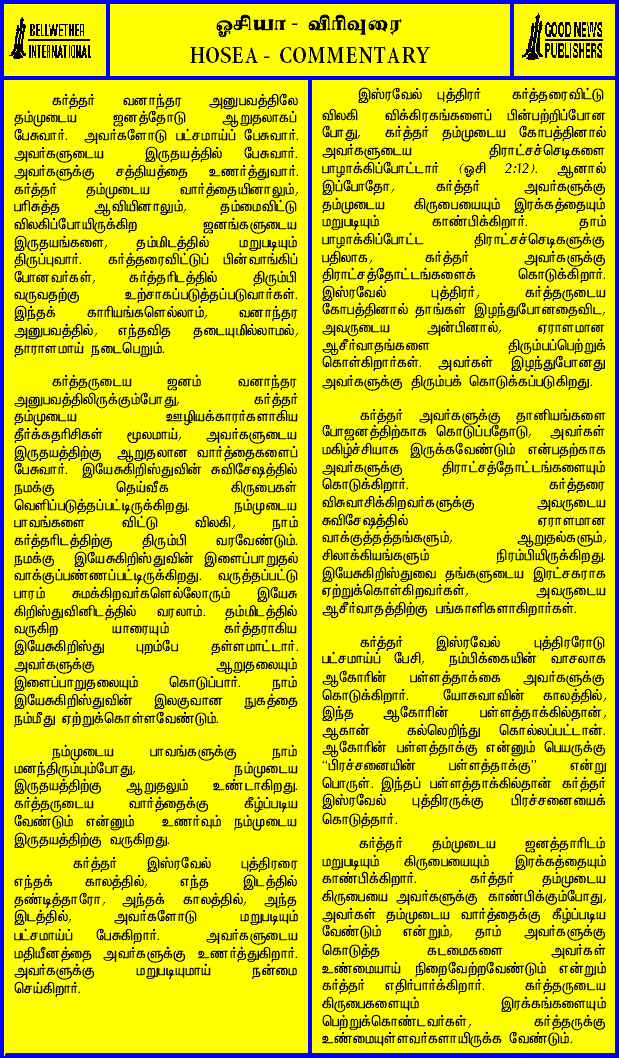 BELLWETHER
INTERNATIONAL
ஓசியா - விரிவுரை
HOSEA - COMMENTARY
GOOD NEWS
PUBLISHERS
கர்த்தர் வனாந்தர அனுபவத்திலே
தம்முடைய ஜனத்தோடு ஆறுதலாகப்
பேசுவார். அவர்களோடு பட்சமாய்ப் பேசுவார்.
அவர்களுடைய இருதயத்தில் பேசுவார்.
அவர்களுக்கு சத்தியத்தை உணர்த்துவார்.
கர்த்தர் தம்முடைய வார்த்தையினாலும்,
பரிசுத்த ஆவியினாலும், தம்மைவிட்டு
விலகிப்போயிருக்கிற ஜனங்களுடைய
இருதயங்களை, தம்மிடத்தில் மறுபடியும்
திருப்புவார். கர்த்தரைவிட்டுப் பின்வாங்கிப்
போனவர்கள், கர்த்தரிடத்தில் திரும்பி
வருவதற்கு உற்சாகப்படுத்தப்படுவார்கள்.
இந்தக் காரியங்களெல்லாம், வனாந்தர
அனுபவத்தில், எந்தவித தடையுமில்லாமல்,
தாராளமாய் நடைபெறும்.
கர்த்தருடைய ஜனம் வனாந்தர
அனுபவத்திலிருக்கும்போது, கர்த்தர்
தம்முடைய ஊழியக்காரர்களாகிய
தீர்க்கதரிசிகள் மூலமாய், அவர்களுடைய
இருதயத்திற்கு ஆறுதலான வார்த்தைகளைப்
பேசுவார். இயேசுகிறிஸ்துவின் சுவிசேஷத்தில்
நமக்கு தெய்வீக கிருபைகள்
வெளிப்படுத்தப்பட்டிருக்கிறது. நம்முடைய
பாவங்களை விட்டு விலகி, நாம்
கர்த்தரிடத்திற்கு திரும்பி வரவேண்டும்.
நமக்கு இயேசுகிறிஸ்துவின் இளைப்பாறுதல்
வாக்குப்பண்ணப்பட்டிருக்கிறது. வருத்தப்பட்டு
பாரம் சுமக்கிறவர்களெல்லோரும் இயேசு
கிறிஸ்துவினிடத்தில் வரலாம். தம்மிடத்தில்
வருகிற யாரையும் கர்த்தராகிய
இயேசுகிறிஸ்து புறம்பே தள்ளமாட்டார்.
அவர்களுக்கு ஆறுதலையும்
இளைப்பாறுதலையும் கொடுப்பார். நாம்
இயேசுகிறிஸ்துவின் இலகுவான நுகத்தை
நம்மீது ஏற்றுக்கொள்ளவேண்டும்.
நம்முடைய பாவங்களுக்கு நாம்
மனந்திரும்பும்போது, நம்முடைய
இருதயத்திற்கு ஆறுதலும் உண்டாகிறது.
கர்த்தருடைய வார்த்தைக்கு கீழ்ப்படிய
வேண்டும் என்னும் உணர்வும் நம்முடைய
இருதயத்திற்கு வருகிறது.
கர்த்தர் இஸ்ரவேல் புத்திரரை
எந்தக் காலத்தில், எந்த இடத்தில்
தண்டித்தாரோ, அந்தக் காலத்தில், அந்த
இடத்தில், அவர்களோடு மறுபடியும்
பட்சமாய்ப் பேசுகிறார். அவர்களுடைய
மதியீனத்தை அவர்களுக்கு உணர்த்துகிறார்.
அவர்களுக்கு மறுபடியுமாய் நன்மை
செய்கிறார்.
இஸ்ரவேல் புத்திரர் கர்த்தரைவிட்டு
விலகி விக்கிரகங்களைப் பின்பற்றிப்போன
போது, கர்த்தர் தம்முடைய கோபத்தினால்
அவர்களுடைய திராட்சச்செடிகளை
பாழாக்கிப்போட்டார் (ஓசி 2:12). ஆனால்
இப்போதோ, கர்த்தர் அவர்களுக்கு
தம்முடைய கிருபையையும் இரக்கத்தையும்
மறுபடியும் காண்பிக்கிறார். தாம்
பாழாக்கிப்போட்ட திராட்சச்செடிகளுக்கு
பதிலாக, கர்த்தர் அவர்களுக்கு
திராட்சத்தோட்டங்களைக் கொடுக்கிறார்.
இஸ்ரவேல் புத்திரர், கர்த்தருடைய
கோபத்தினால் தாங்கள் இழந்துபோனதைவிட,
அவருடைய அன்பினால், ஏராளமான
ஆசீர்வாதங்களை திரும்பப்பெற்றுக்
கொள்கிறார்கள். அவர்கள் இழந்துபோனது
அவர்களுக்கு திரும்பக் கொடுக்கப்படுகிறது.
கர்த்தர் அவர்களுக்கு தானியங்களை
போஜனத்திற்காக கொடுப்பதோடு, அவர்கள்
மகிழ்ச்சியாக இருக்கவேண்டும் என்பதற்காக
அவர்களுக்கு திராட்சத்தோட்டங்களையும்
கொடுக்கிறார். கர்த்தரை
விசுவாசிக்கிறவர்களுக்கு அவருடைய
சுவிசேஷத்தில் ஏராளமான
வாக்குத்தத்தங்களும், ஆறுதல்களும்,
சிலாக்கியங்களும் நிரம்பியிருக்கிறது.
இயேசுகிறிஸ்துவை தங்களுடைய இரட்சகராக
ஏற்றுக்கொள்கிறவர்கள், அவருடைய
ஆசீர்வாதத்திற்கு பங்காளிகளாகிறார்கள்.
கர்த்தர் இஸ்ரவேல் புத்திரரோடு
பட்சமாய்ப் பேசி, நம்பிக்கையின் வாசலாக
ஆகோரின் பள்ளத்தாக்கை அவர்களுக்கு
கொடுக்கிறார். யோசுவாவின் காலத்தில்,
இந்த ஆகோரின் பள்ளத்தாக்கில்தான்,
ஆகான் கல்லெறிந்து கொல்லப்பட்டான்.
ஆகோரின் பள்ளத்தாக்கு என்னும் பெயருக்கு
“பிரச்சனையின் பள்ளத்தாக்கு” என்று
பொருள். இந்தப் பள்ளத்தாக்கில்தான் கர்த்தர்
இஸ்ரவேல் புத்திரருக்கு பிரச்சனையைக்
கொடுத்தார்.
கர்த்தர் தம்முடைய ஜனத்தாரிடம்
மறுபடியும் கிருபையையும் இரக்கத்தையும்
காண்பிக்கிறார். கர்த்தர் தம்முடைய
கிருபையை அவர்களுக்கு காண்பிக்கும்போது,
அவர்கள் தம்முடைய வார்த்தைக்கு கீழ்ப்படிய
வேண்டும் என்றும், தாம் அவர்களுக்கு
கொடுத்த கடமைகளை அவர்கள்
உண்மையாய் நிறைவேற்றவேண்டும் என்றும்
கர்த்தர் எதிர்பார்க்கிறார். கர்த்தருடைய
கிருபைகளையும் இரக்கங்களையும்
பெற்றுக்கொண்டவர்கள், கர்த்தருக்கு
உண்மையுள்ளவர்களாயிருக்க வேண்டும்.